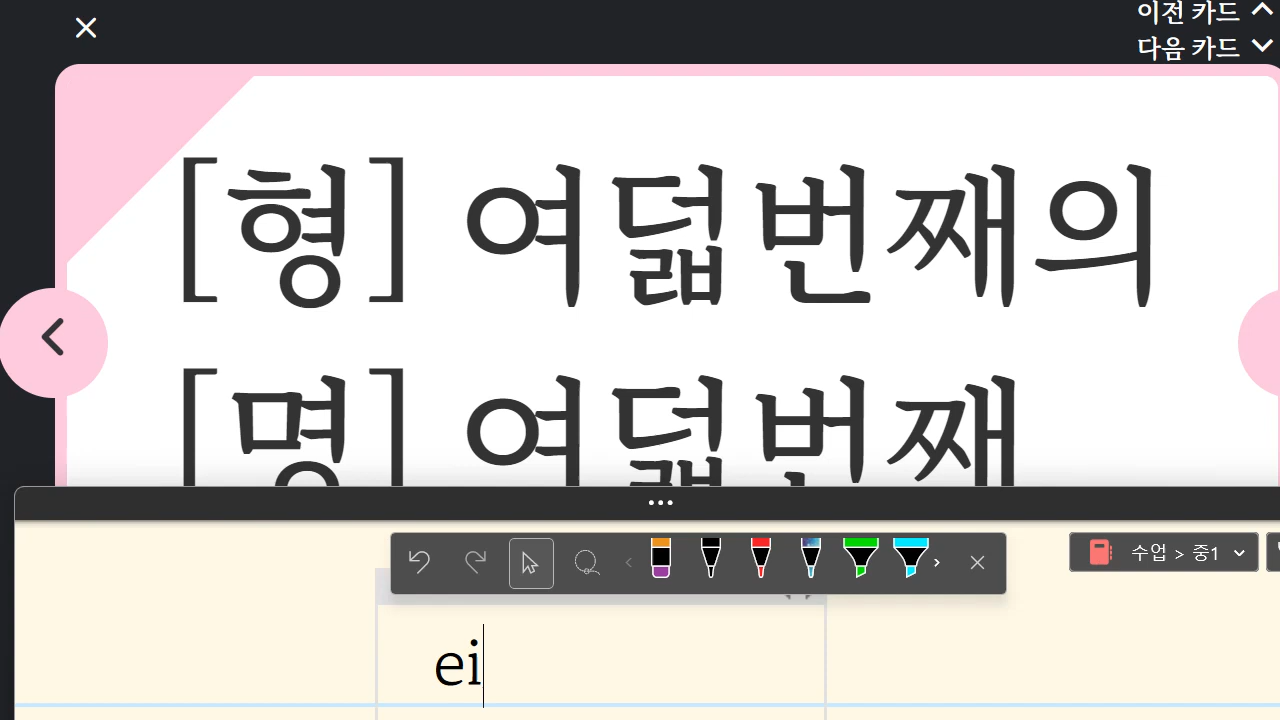 이전 카드
다음 카드
[형] 여덟번째의
[명] 여덟번째
수업 > 중1
ei